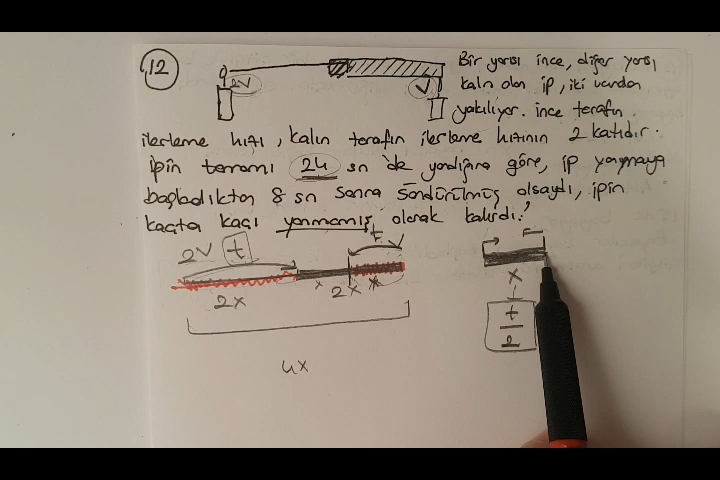 12
2V
V
Bir yarısı ince, diğer yarısı
kalın olan ip, iki ucundan
yakılıyor. ince tarafın
ilerleme hızı, kalın tarafın ilerleme hızının 2 katıdır.
İpin tamamı 24 sn'de yandığına göre, ip yanmaya
başladıktan 8 sn sonra söndürülmüş olsaydı, ipin
kaçta kaçı yanmamış olarak kalırdı?
2V t t
2x x 2x x
4x
x
t
2